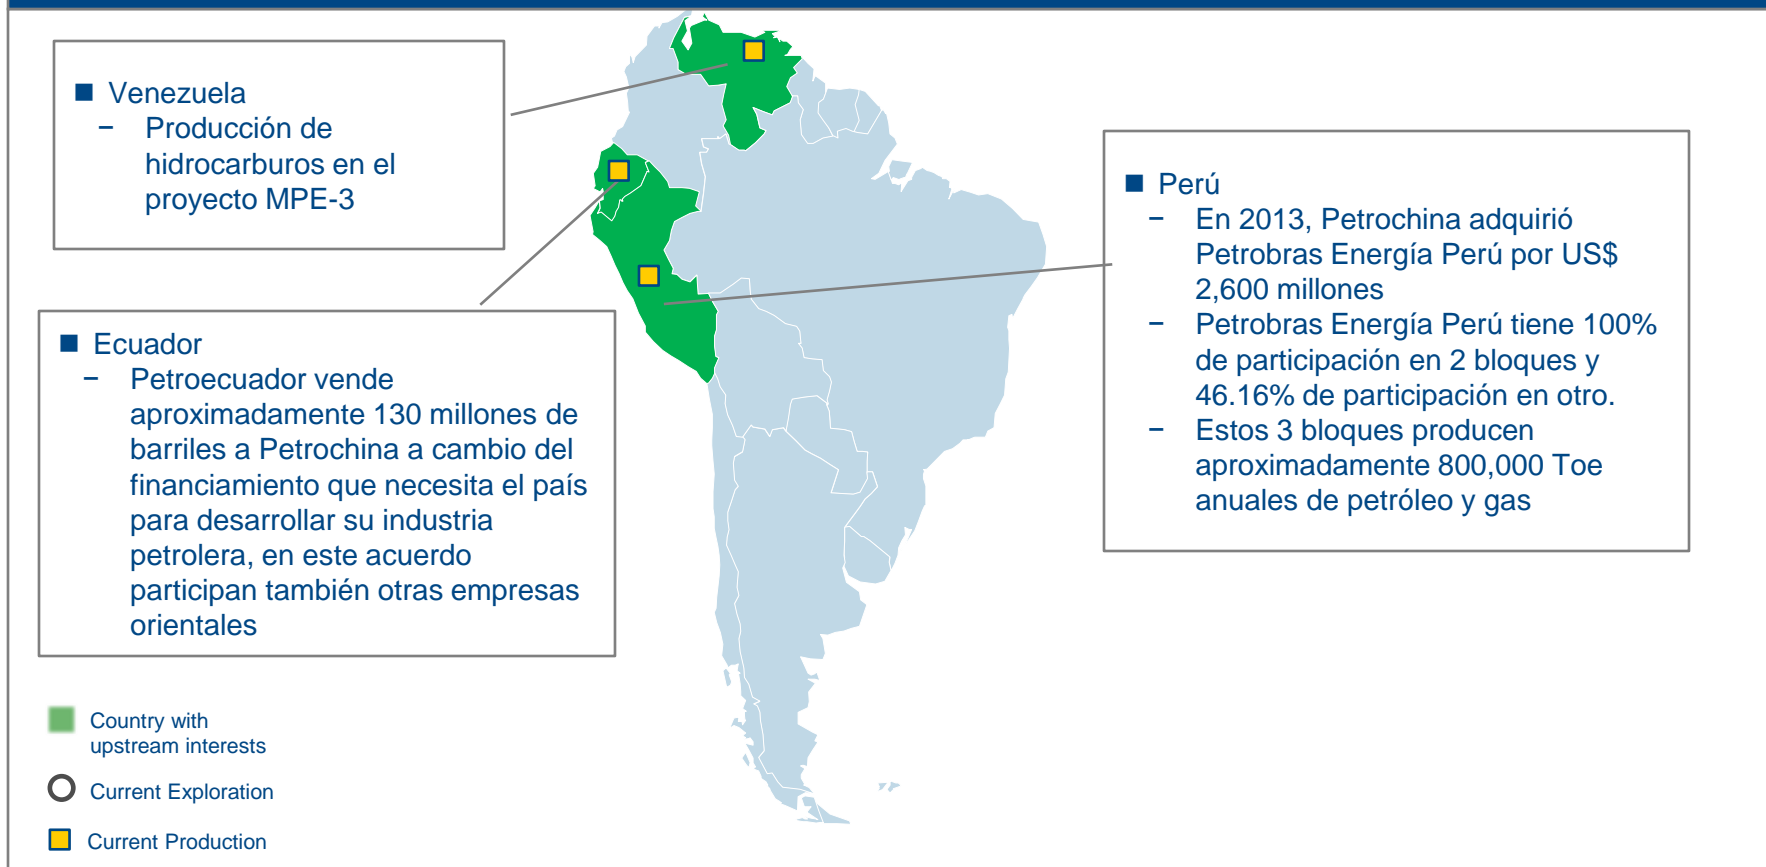 ■ Venezuela
− Producción de
hidrocarburos en el
proyecto MPE-3
■ Ecuador
− Petroecuador vende
aproximadamente 130 millones de
barriles a Petrochina a cambio del
financiamiento que necesita el país
para desarrollar su industria
petrolera, en este acuerdo
participan también otras empresas
orientales
■ Perú
− En 2013, Petrochina adquirió
Petrobras Energía Perú por US$
2,600 millones
− Petrobras Energía Perú tiene 100%
de participación en 2 bloques y
46.16% de participación en otro.
− Estos 3 bloques producen
aproximadamente 800,000 Toe
anuales de petróleo y gas
Country with
upstream interests
Current Exploration
Current Production